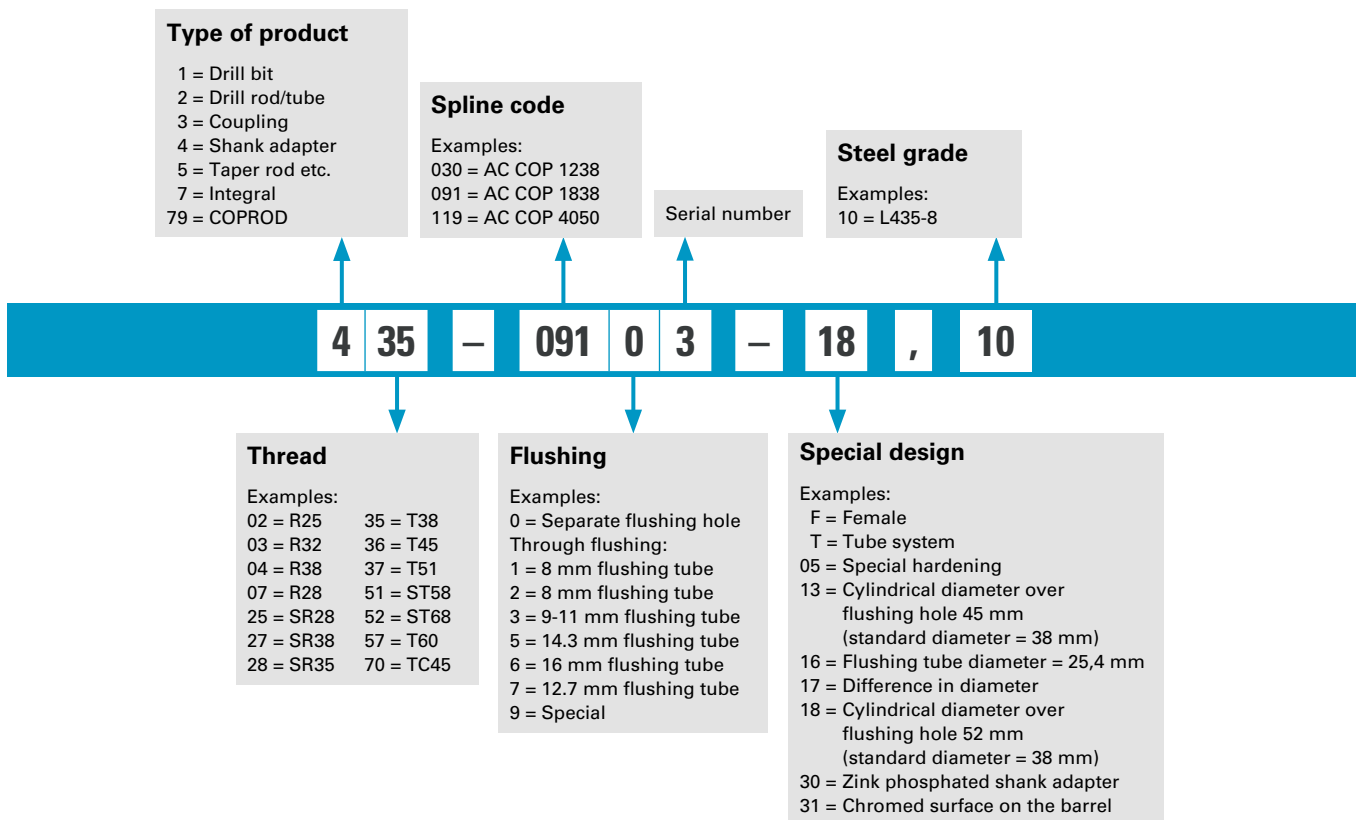 Type of product
1 = Drill bit
2 = Drill rod/tube
3 = Coupling
4 = Shank adapter
5 = Taper rod etc.
7 = Integral
79 = COPROD
Spline code
Examples:
030 = AC COP 1238
091 = AC COP 1838
119 = AC COP 4050
Serial number
Steel grade
Examples:
10 = L435-8
4 35 – 091 0 3 – 18 , 10
Thread
Examples:
02 = R25 35 = T38
03 = R32 36 = T45
04 = R38 37 = T51
07 = R28 51 = ST58
25 = SR28 52 = ST68
27 = SR38 57 = T60
28 = SR35 70 = TC45
Flushing
Examples:
0 = Separate flushing hole
Through flushing:
1 = 8 mm flushing tube
2 = 8 mm flushing tube
3 = 9-11 mm flushing tube
5 = 14.3 mm flushing tube
6 = 16 mm flushing tube
7 = 12.7 mm flushing tube
9 = Special
Special design
Examples:
F = Female
T = Tube system
05 = Special hardening
13 = Cylindrical diameter over
flushing hole 45 mm
(standard diameter = 38 mm)
16 = Flushing tube diameter = 25,4 mm
17 = Difference in diameter
18 = Cylindrical diameter over
flushing hole 52 mm
(standard diameter = 38 mm)
30 = Zink phosphated shank adapter
31 = Chromed surface on the barrel